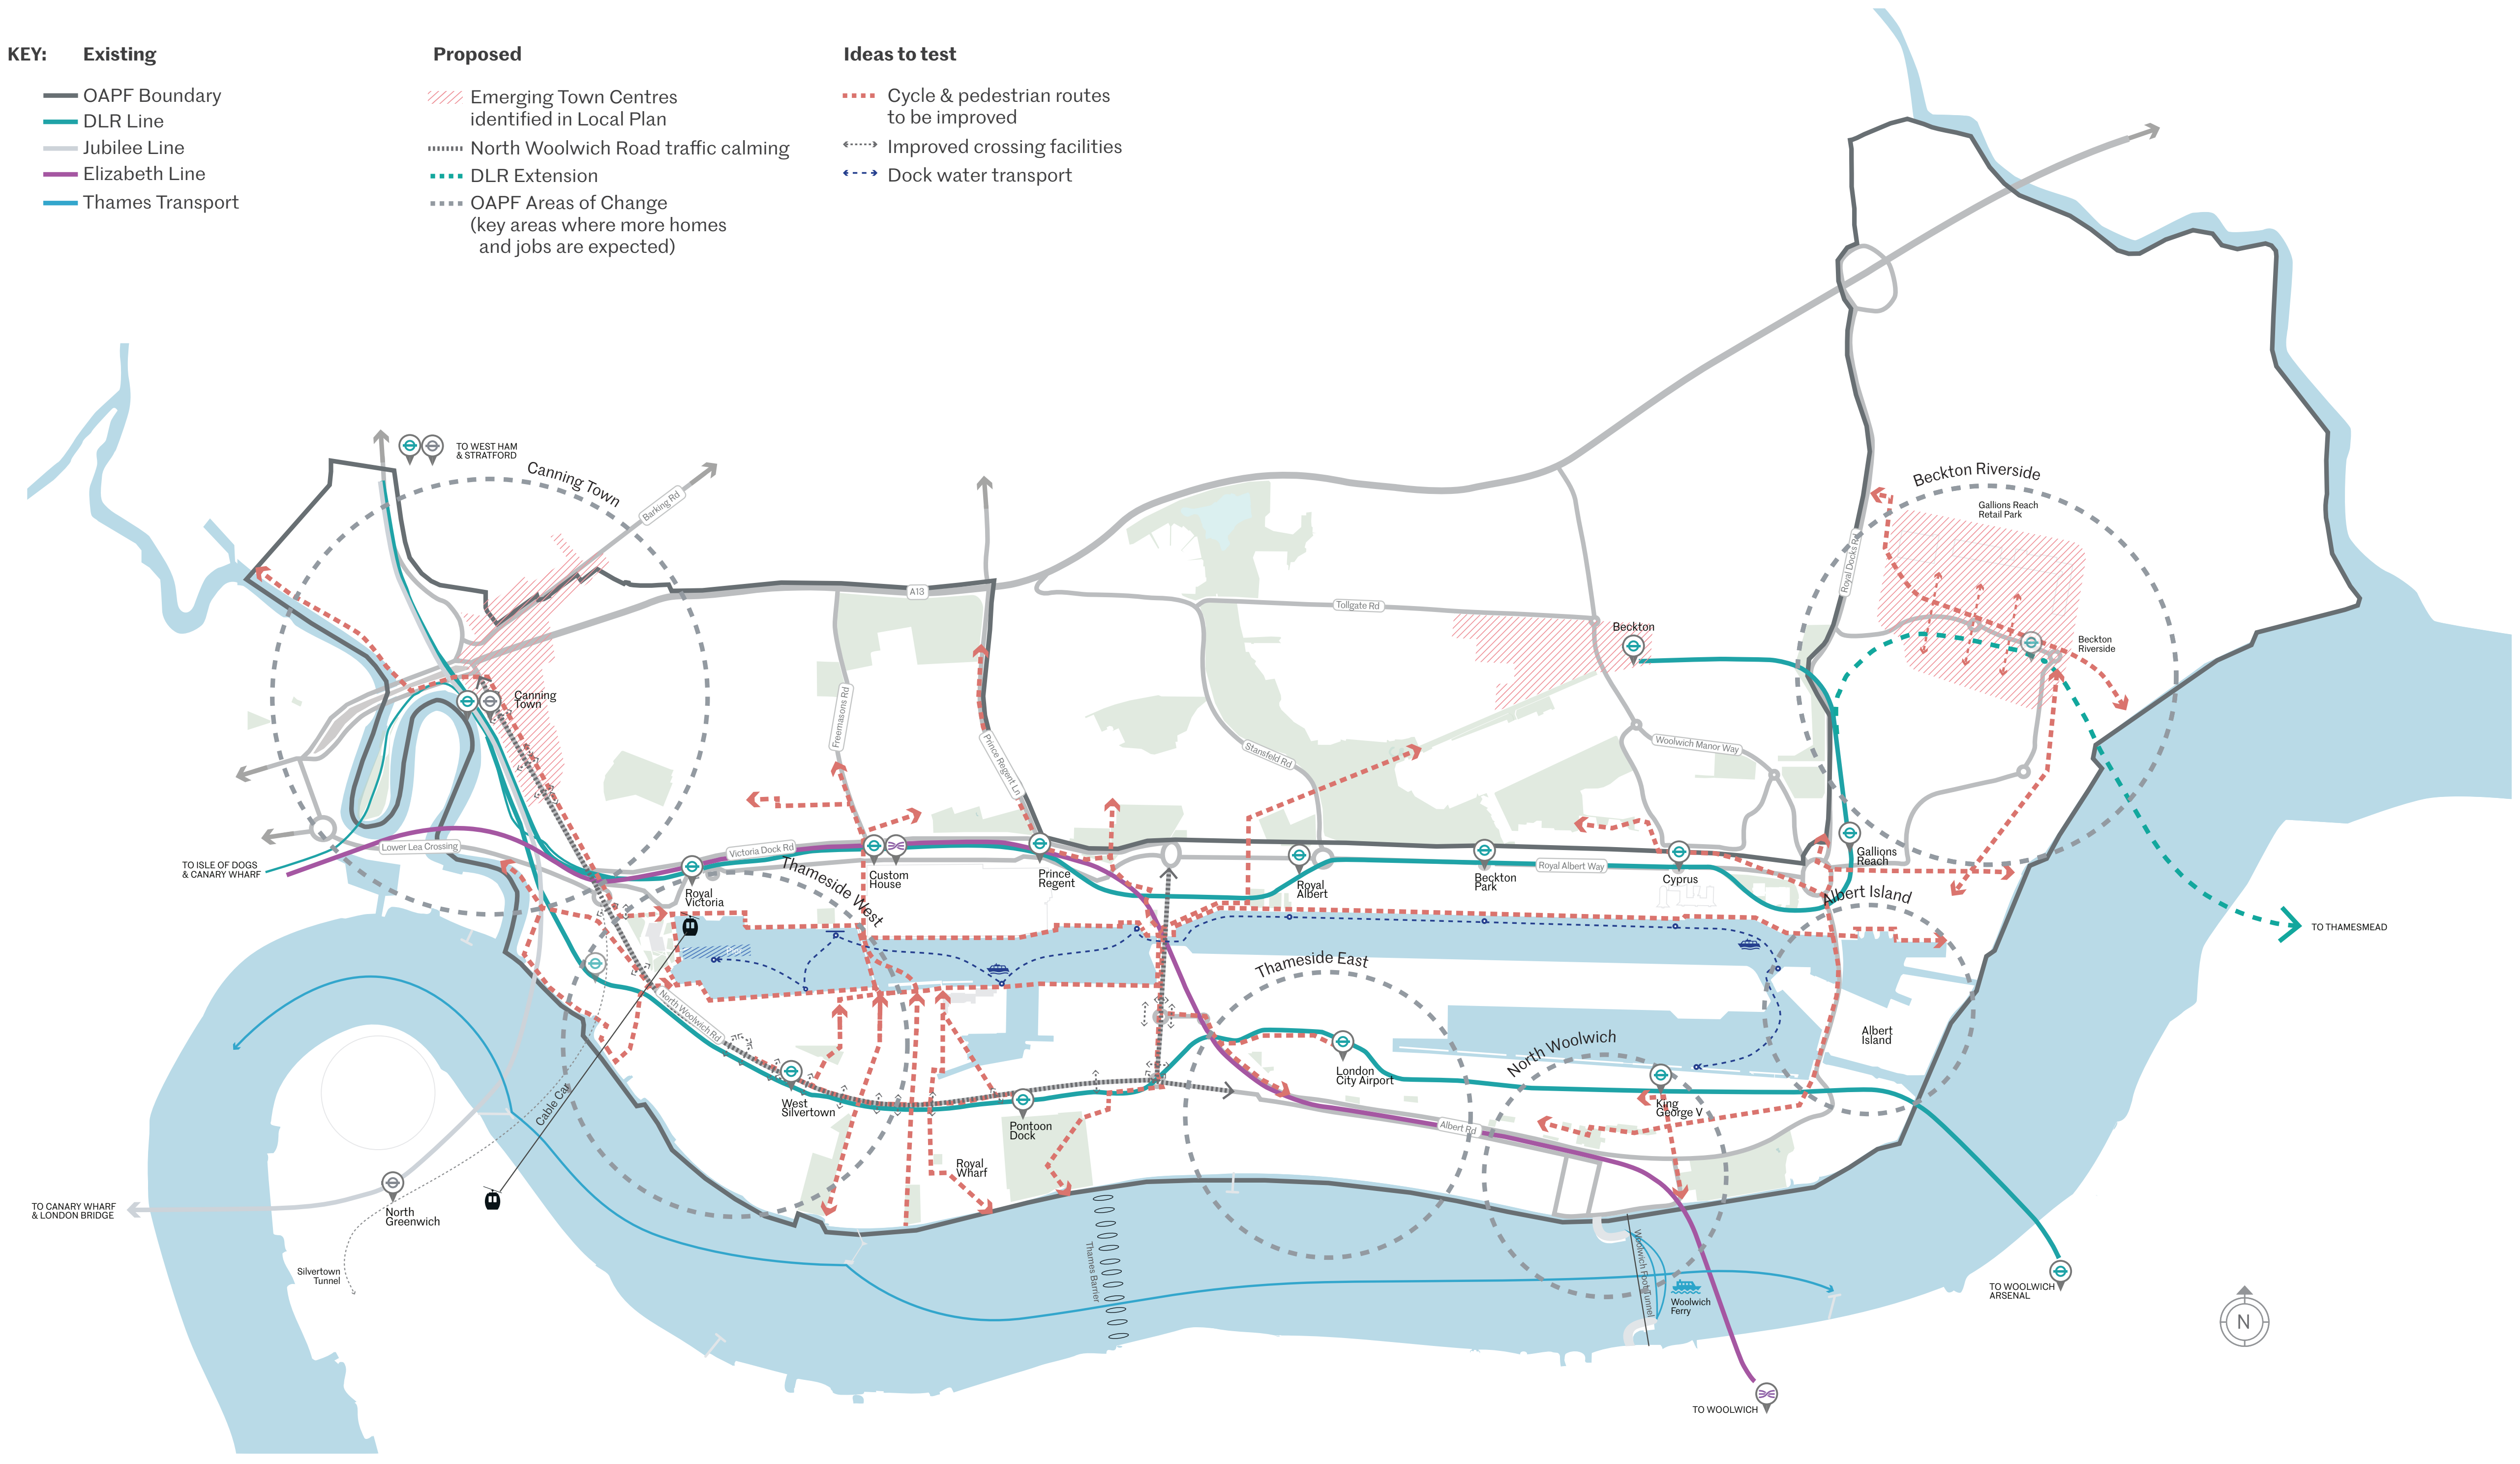 KEY:
Existing
OAPF Boundary
DLR Line
Jubilee Line
Elizabeth Line
Thames Transport
Proposed
Emerging Town Centres
identified in Local Plan
North Woolwich Road traffic calming
DLR Extension
OAPF Areas of Change
(key areas where more homes
and jobs are expected)
Ideas to test
Cycle & pedestrian routes
to be improved
Improved crossing facilities
Dock water transport
TO WEST HAM
& STRATFORD
Canning Town
Barking Rd
Beckton Riverside
Gallions Reach
Retail Park
Royal Docks Rd
A13
Tollgate Rd
Beckton
Beckton
Riverside
Canning
Town
Freemasons Rd
Prince Regent Ln
Stansfeld Rd
Woolwich Manor Way
Lower Lea Crossing
TO ISLE OF DOGS
& CANARY WHARF
Victoria Dock Rd
Royal
Victoria
Thameside West
Custom
House
Prince
Regent
Royal
Albert
Beckton
Park
Royal Albert Way
Cyprus
Gallions
Reach
Albert Island
TO THAMESMEAD
Thameside East
North Woolwich Rd
West
Silvertown
London
City Airport
North Woolwich
Albert
Island
King
George V
Cable Car
Pontoon
Dock
Albert Rd
Royal
Wharf
TO CANARY WHARF
& LONDON BRIDGE
North
Greenwich
Silvertown
Tunnel
Thames Barrier
Woolwich Foot Tunnel
Woolwich
Ferry
TO WOOLWICH
ARSENAL
TO WOOLWICH
N